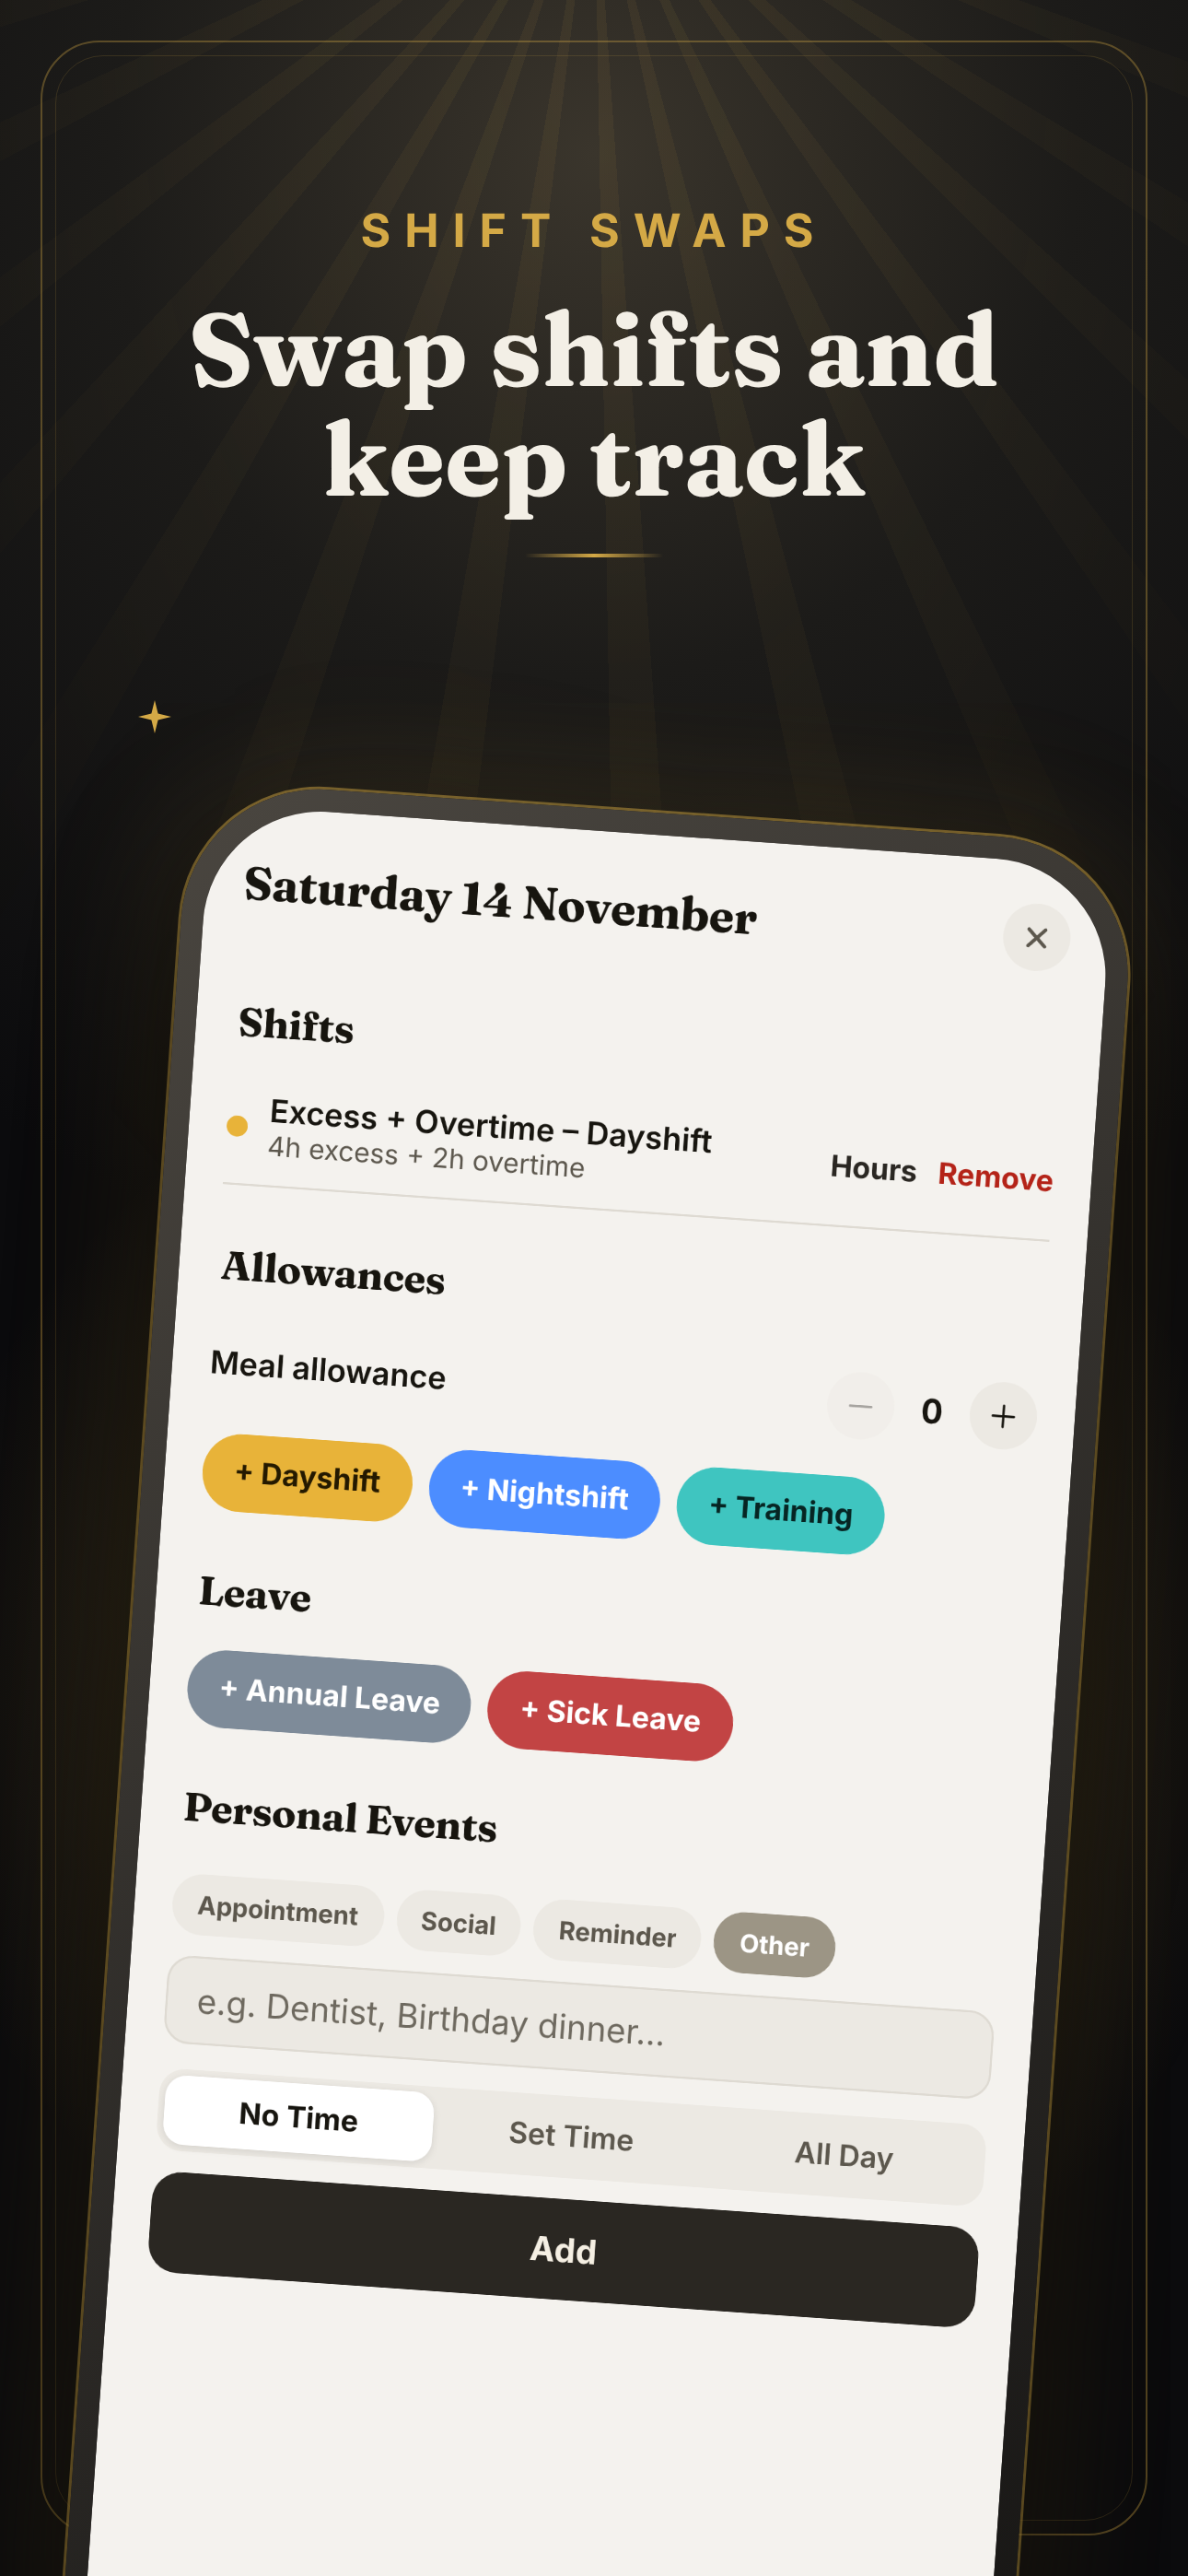 SHIFT SWAPS
Swap shifts and
keep track
Saturday 14 November
Shifts
Excess + Overtime – Dayshift
4h excess + 2h overtime
Hours Remove
Allowances
Meal allowance
0
+ Dayshift + Nightshift + Training
Leave
+ Annual Leave + Sick Leave
Personal Events
Appointment Social Reminder Other
e.g. Dentist, Birthday dinner...
No Time Set Time All Day
Add